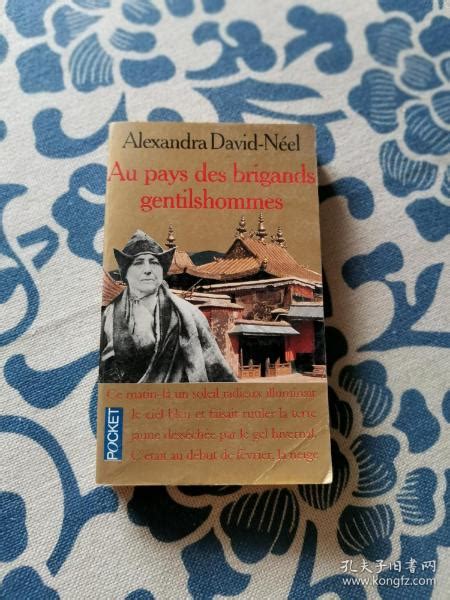 Alexandra David-Néel
Au pays des brigands
gentilshommes
Ce matin-là un soleil radieux illuminait
le ciel bleu et faisait rutiler la terre
jaune desséchée par le gel hivernal.
C'était au début de février, la neige
POCKET
孔夫子旧书网
www.kongfz.com